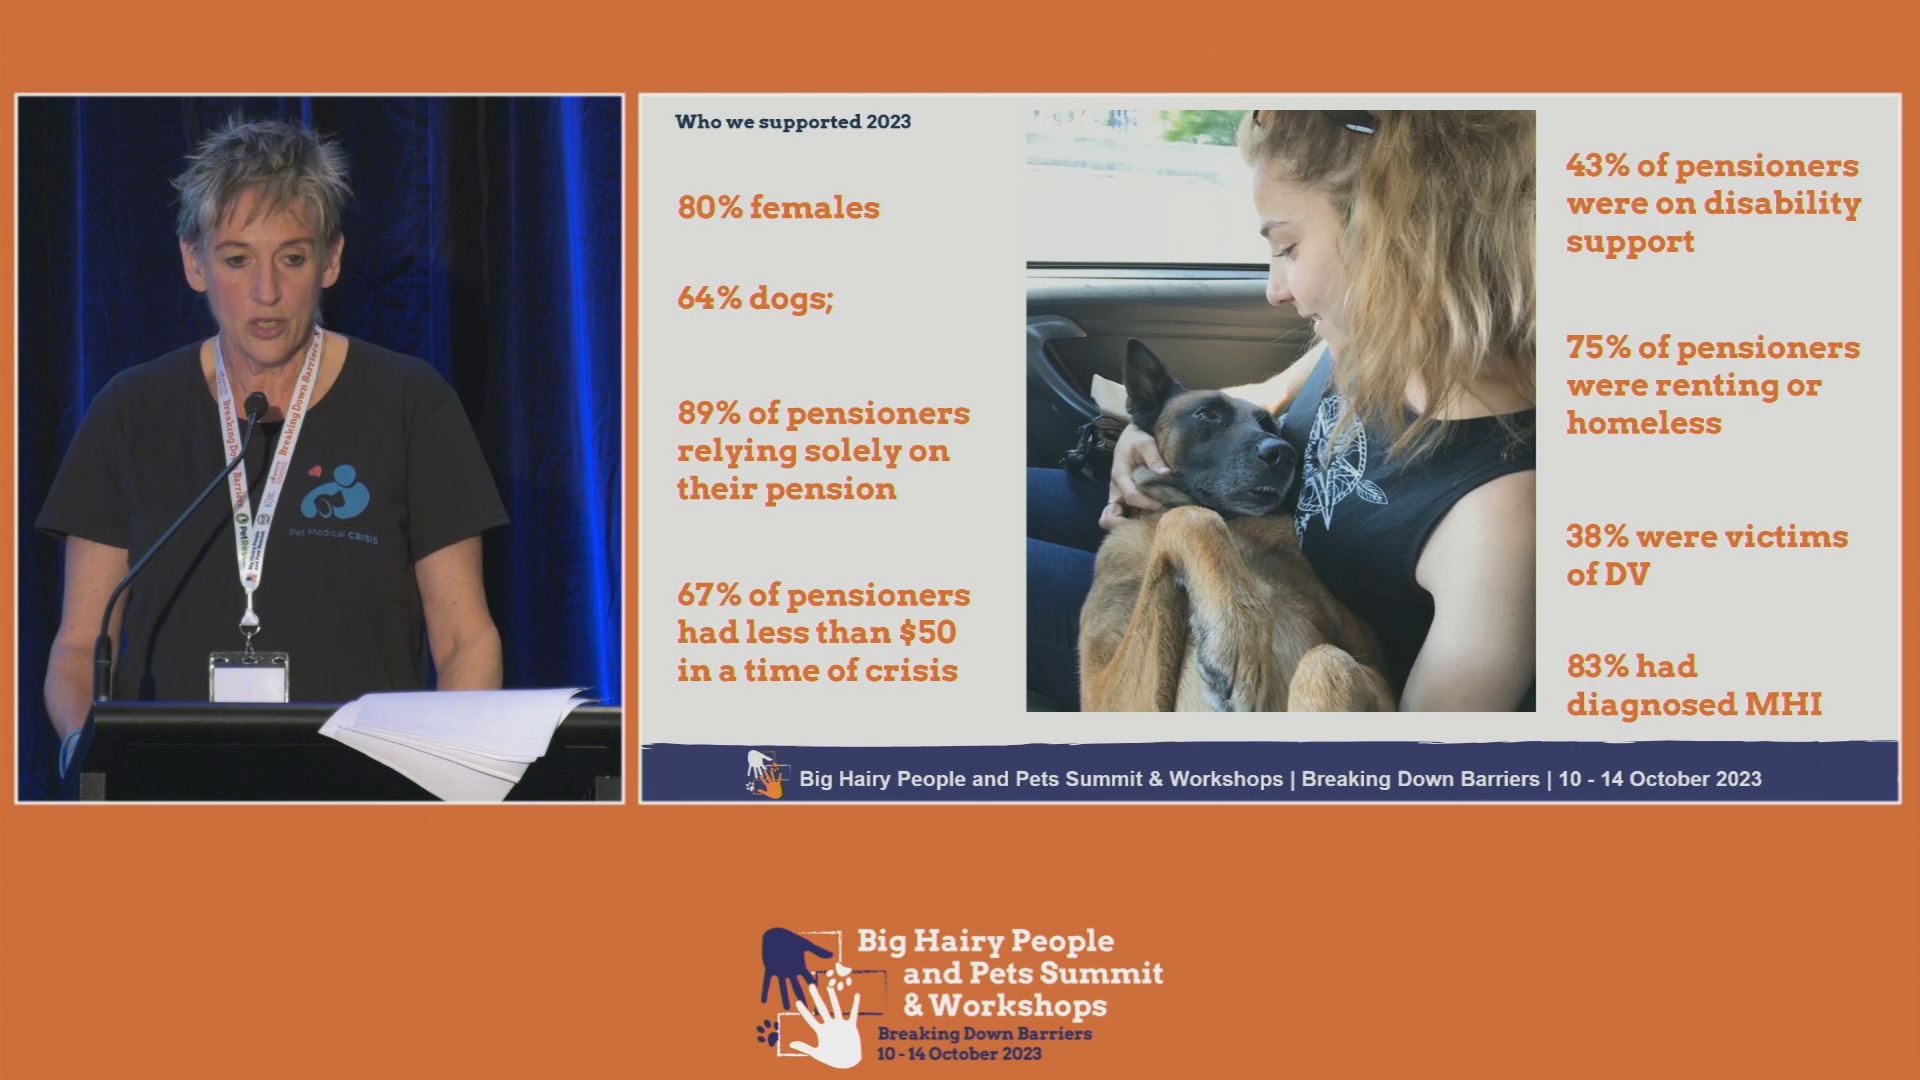 Breaking Down Barriers
Pet Medical CRISIS
Who we supported 2023
80% females
64% dogs;
89% of pensioners
relying solely on
their pension
67% of pensioners
had less than $50
in a time of crisis
43% of pensioners
were on disability
support
75% of pensioners
were renting or
homeless
38% were victims
of DV
83% had
diagnosed MHI
Big Hairy People and Pets Summit & Workshops | Breaking Down Barriers | 10 - 14 October 2023
Big Hairy People
and Pets Summit
& Workshops
Breaking Down Barriers
10 - 14 October 2023